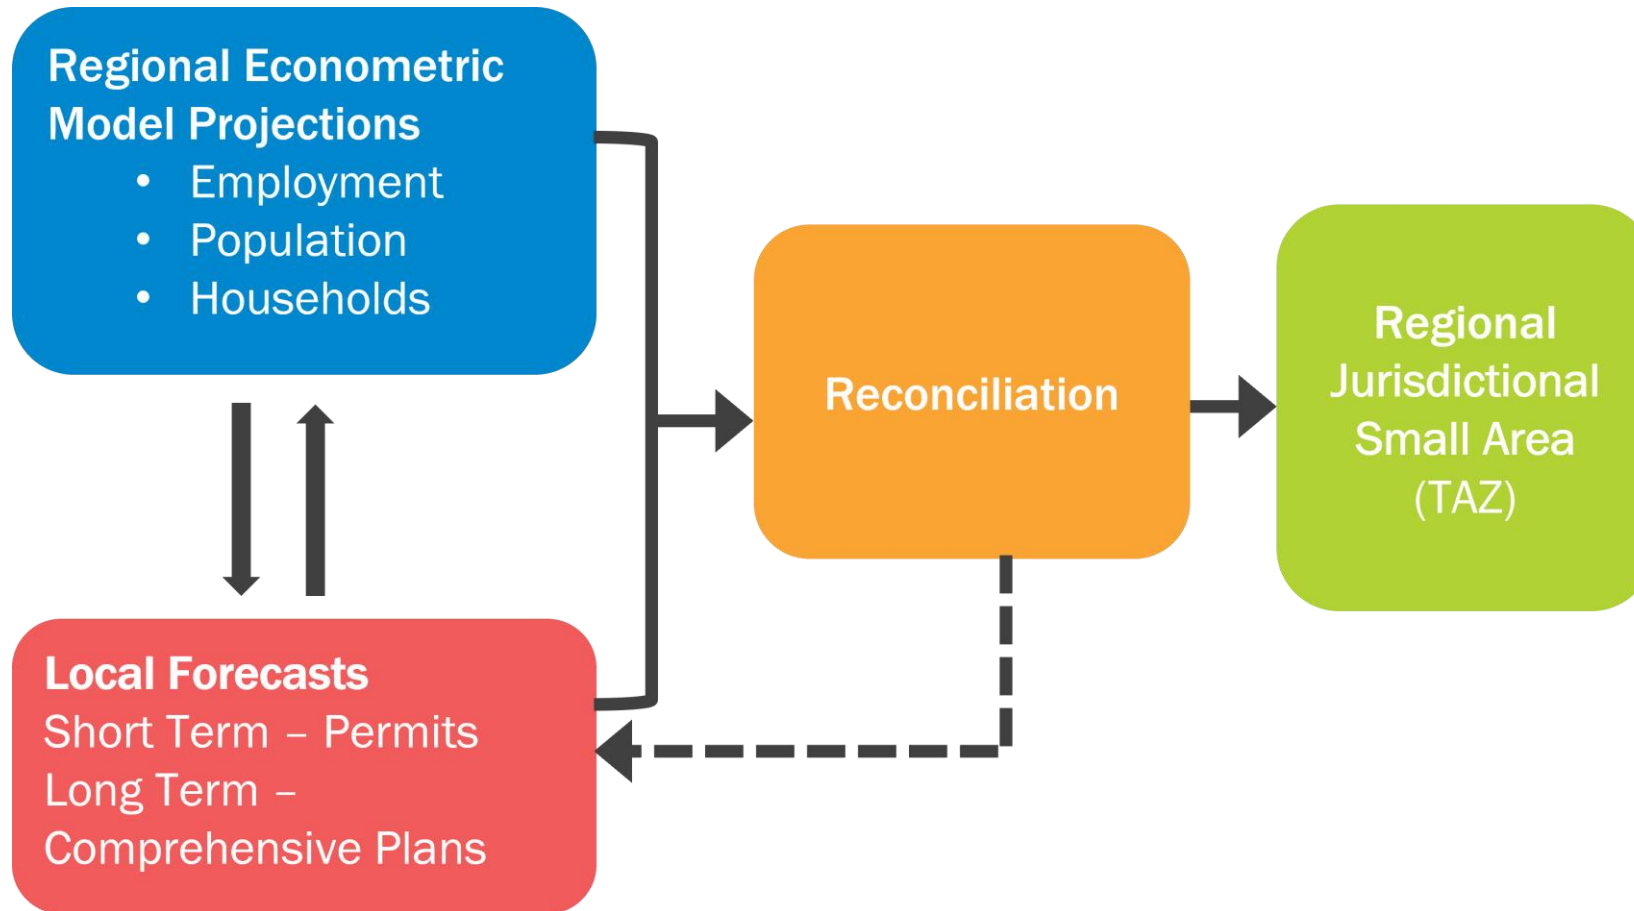 Regional Econometric
Model Projections
• Employment
• Population
• Households
Reconciliation
Regional
Jurisdictional
Small Area
(TAZ)
Local Forecasts
Short Term – Permits
Long Term –
Comprehensive Plans